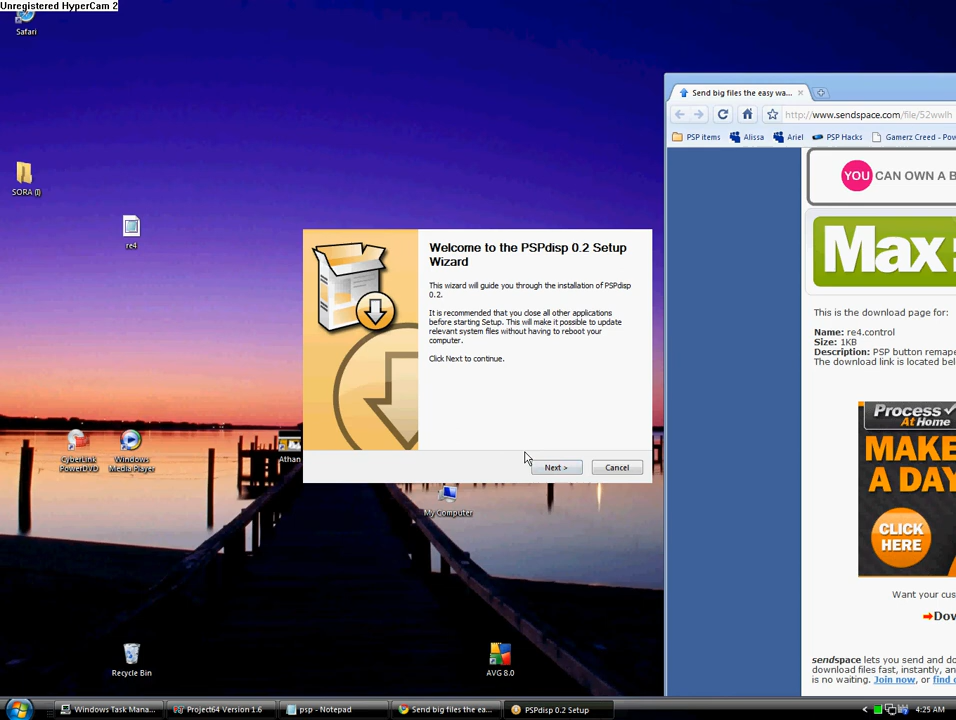 Unregistered HyperCam 2
Safari
Send big files the easy wa...
http://www.sendspace.com/file/52wwlh
PSP items
Alissa
Ariel
PSP Hacks
Gamerz Creed - Pow
YOU CAN OWN A B
SORA (I)
re4
Max
Welcome to the PSPdisp 0.2 Setup
Wizard
This wizard will guide you through the installation of PSPdisp
0.2.
It is recommended that you close all other applications
before starting Setup. This will make it possible to update
relevant system files without having to reboot your
computer.
Click Next to continue.
Next >
Cancel
This is the download page for:
Name: re4.control
Size: 1KB
Description: PSP button remape
The download link is located bel
Process
At Home
MAKE
A DAY
CLICK
HERE
CyberLink
PowerDVD
Windows
Media Player
Athan
My Computer
Want your cus
Dow
Recycle Bin
AVG 8.0
sendspace lets you send and do
download files fast, instantly, an
is no waiting. Join now, or find o
Windows Task Mana...
Project64 Version 1.6
psp - Notepad
Send big files the ea...
PSPdisp 0.2 Setup
4:25 AM